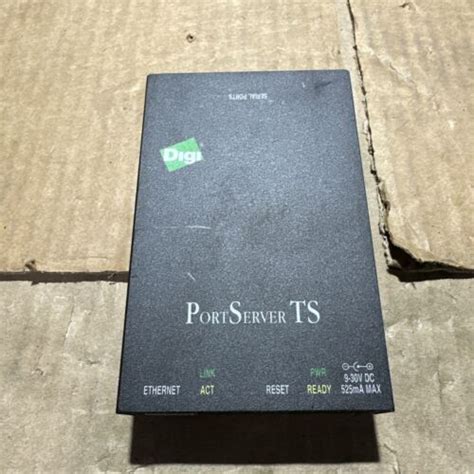 SERIAL PORTS
Digi
PORTSERVER TS
LINK
PWR
ETHERNET
ACT
RESET
READY
9-30V DC
525mA MAX